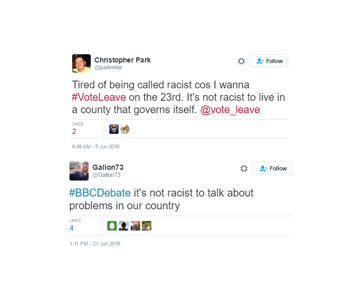 Christopher Park
@parknside
Follow
Tired of being called racist cos I wanna
#VoteLeave on the 23rd. It's not racist to live in
a county that governs itself. @vote_leave
LIKES
2
9:09 AM - 5 Jun 2016
Gallon73
@Gallon73
Follow
#BBCDebate it's not racist to talk about
problems in our country
LIKES
4
1:11 PM - 21 Jun 2016